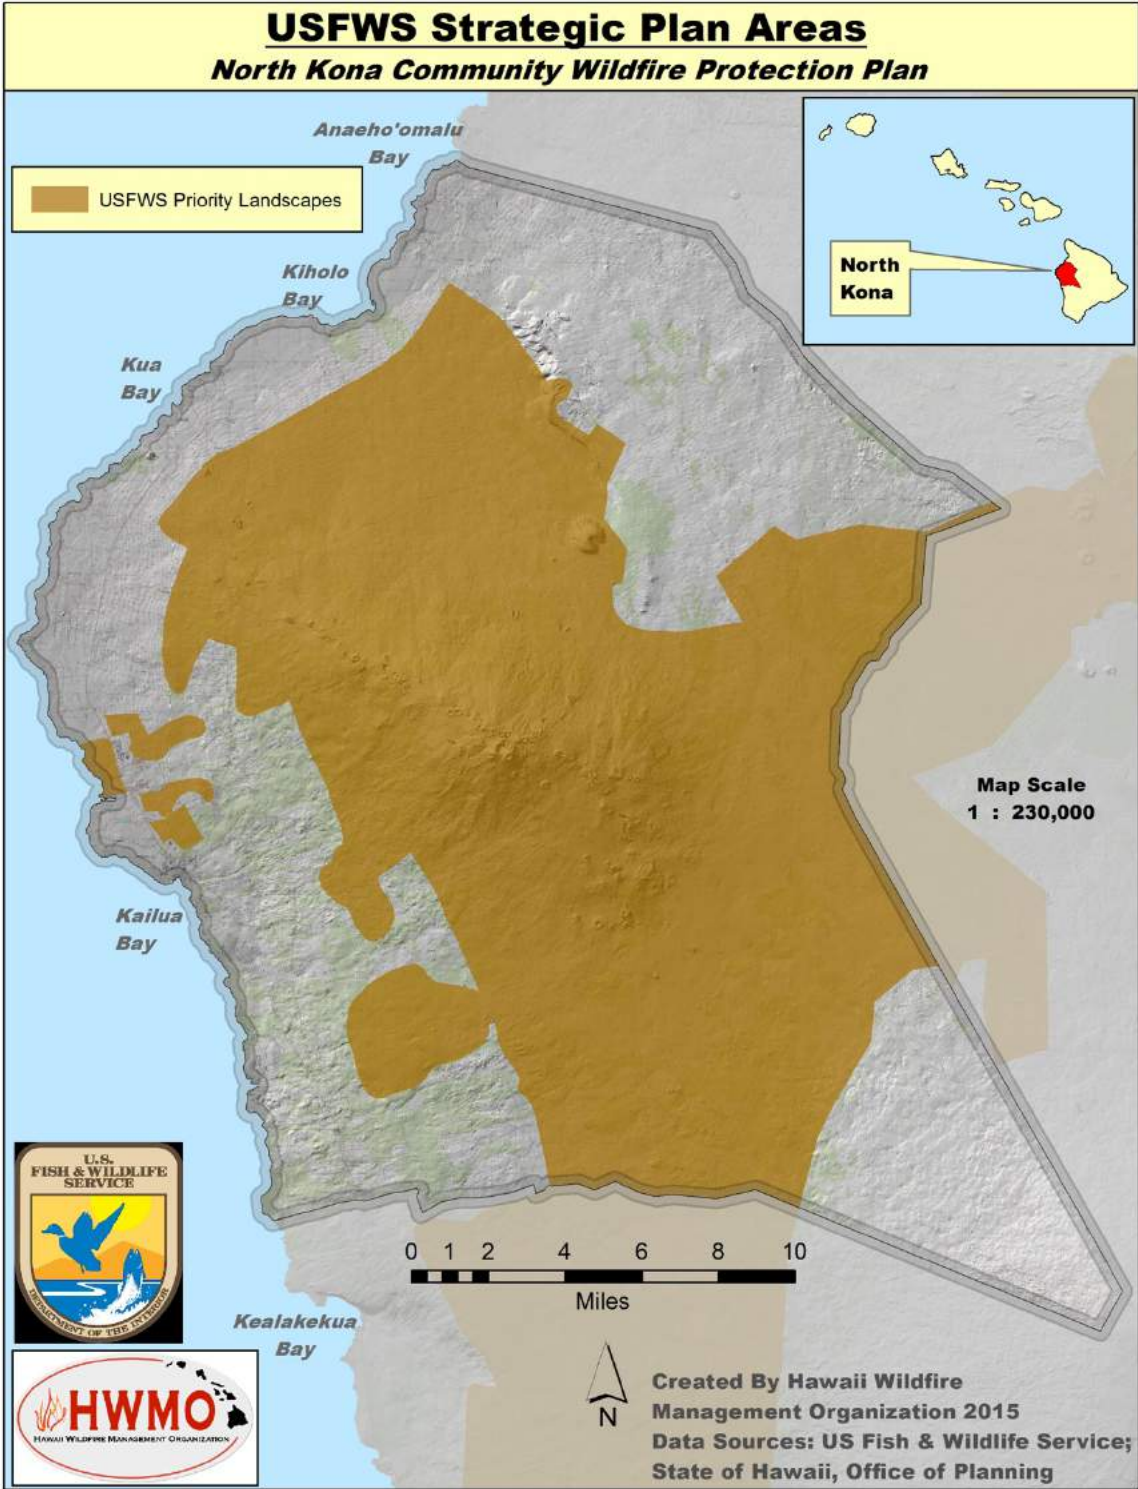 USFWS Strategic Plan Areas
North Kona Community Wildfire Protection Plan
Anaeho'omalu
Bay
USFWS Priority Landscapes
Kiholo
Bay
North
Kona
Kua
Bay
Map Scale
1 : 230,000
Kailua
Bay
U.S.
FISH & WILDLIFE
SERVICE
DEPARTMENT OF THE INTERIOR
0 1 2 4 6 8 10
Miles
Kealakekua
Bay
N
HWMO
HAWAII WILDFIRE MANAGEMENT ORGANIZATION
Created By Hawaii Wildfire
Management Organization 2015
Data Sources: US Fish & Wildlife Service;
State of Hawaii, Office of Planning